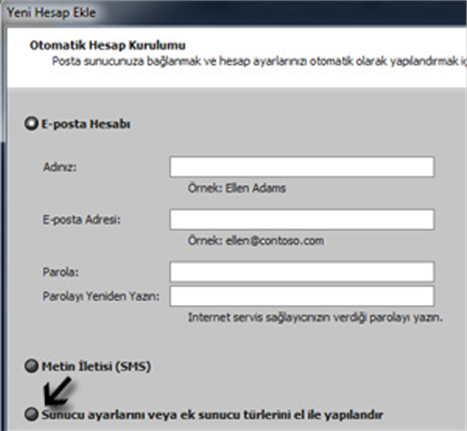 Yeni Hesap Ekle
Otomatik Hesap Kurulumu
Posta sunucunuza bağlanmak ve hesap ayarlarınızı otomatik olarak yapılandırmak iç
E-posta Hesabı
Adınız:
Örnek: Ellen Adams
E-posta Adresi:
Örnek: ellen@contoso.com
Parola:
Parolayı Yeniden Yazın:
Internet servis sağlayıcınızın verdiği parolayı yazın.
Metin İletisi (SMS)
Sunucu ayarlarını veya ek sunucu türlerini el ile yapılandır